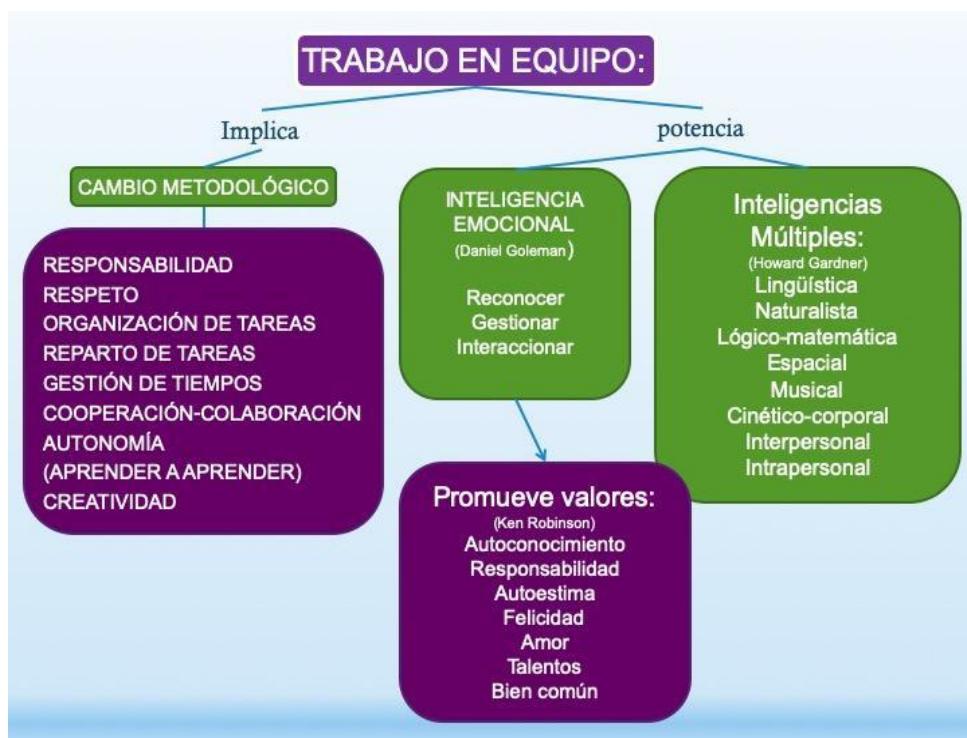 TRABAJO EN EQUIPO:
Implica
potencia
CAMBIO METODOLÓGICO
RESPONSABILIDAD
RESPETO
ORGANIZACIÓN DE TAREAS
REPARTO DE TAREAS
GESTIÓN DE TIEMPOS
COOPERACIÓN-COLABORACIÓN
AUTONOMÍA
(APRENDER A APRENDER)
CREATIVIDAD
INTELIGENCIA
EMOCIONAL
(Daniel Goleman)
Reconocer
Gestionar
Interaccionar
Inteligencias
Múltiples:
(Howard Gardner)
Lingüística
Naturalista
Lógico-matemática
Espacial
Musical
Cinético-corporal
Interpersonal
Intrapersonal
Promueve valores:
(Ken Robinson)
Autoconocimiento
Responsabilidad
Autoestima
Felicidad
Amor
Talentos
Bien común